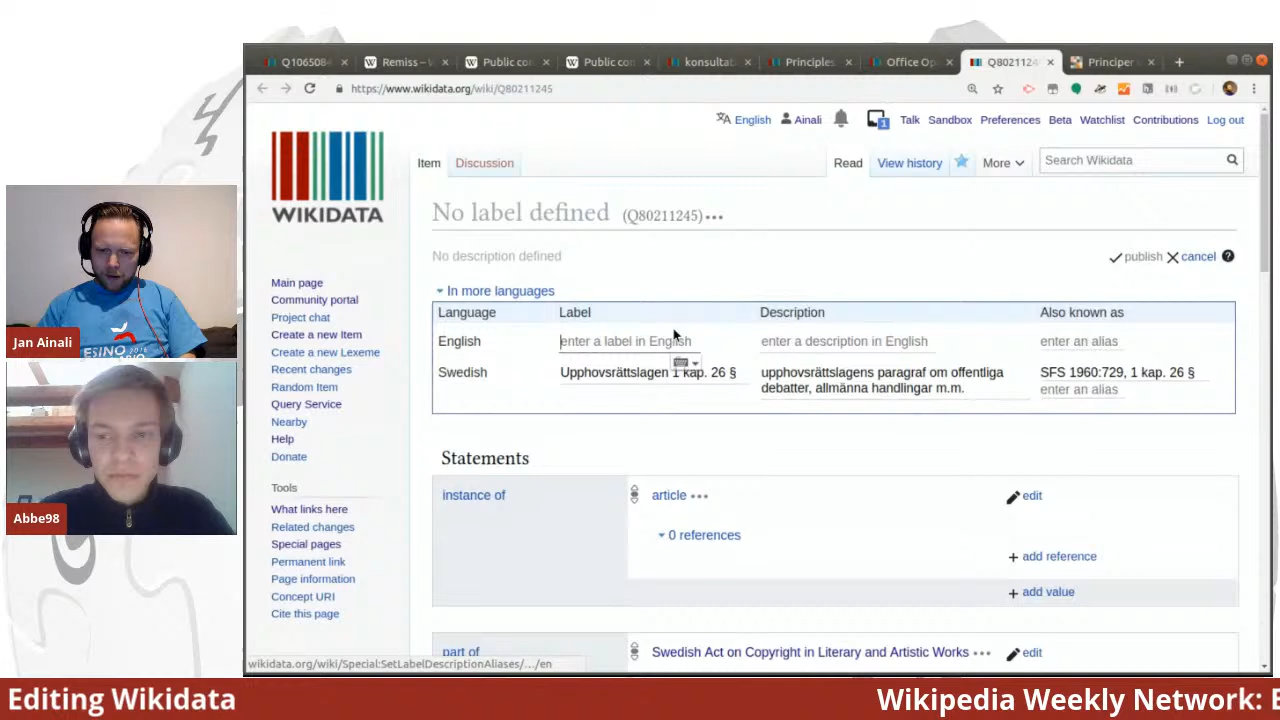 Q1065084
Remiss –
Public con
Public con
konsultat
Principles
Office Op
Q8021124
Principer
https://www.wikidata.org/wiki/Q80211245
English
Ainali
1
Talk
Sandbox
Preferences
Beta
Watchlist
Contributions
Log out
Item
Discussion
Read
View history
More
Search Wikidata
WIKIDATA
No label defined (Q80211245)
No description defined
publish cancel
In more languages
Language Label Description Also known as
English enter a label in English enter a description in English enter an alias
Swedish Upphovsrättslagen 1 kap. 26 § upphovsrättslagens paragraf om offentliga SFS 1960:729, 1 kap. 26 §
debatter, allmänna handlingar m.m. enter an alias
Main page
Community portal
Project chat
Create a new Item
Create a new Lexeme
Recent changes
Random Item
Query Service
Nearby
Help
Donate
Tools
What links here
Related changes
Special pages
Permanent link
Page information
Concept URI
Cite this page
Statements
instance of article edit
0 references
+ add reference
+ add value
part of Swedish Act on Copyright in Literary and Artistic Works edit
wikidata.org/wiki/Special:SetLabelDescriptionAliases/.../en
Jan Ainali
ESINO 2016
Abbe98
Editing Wikidata
Wikipedia Weekly Network: E